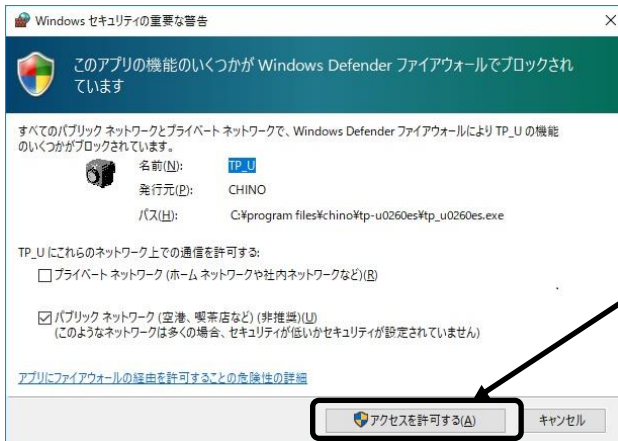 Windows セキュリティの重要な警告
このアプリの機能のいくつかが Windows Defender ファイアウォールでブロックされ
ています
すべてのパブリック ネットワークとプライベート ネットワークで、Windows Defender ファイアウォールにより TP_U の機能
のいくつかがブロックされています。
名前(N): TP_U
発行元(P): CHINO
パス(H): C:¥program files¥chino¥tp-u0260es¥tp_u0260es.exe
TP_U にこれらのネットワーク上での通信を許可する:
プライベート ネットワーク (ホーム ネットワークや社内ネットワークなど)(R)
パブリック ネットワーク (空港、喫茶店など) (非推奨)(U)
(このようなネットワークは多くの場合、セキュリティが低いかセキュリティが設定されていません)
アプリにファイアウォールの経由を許可することの危険性の詳細
アクセスを許可する(A) キャンセル